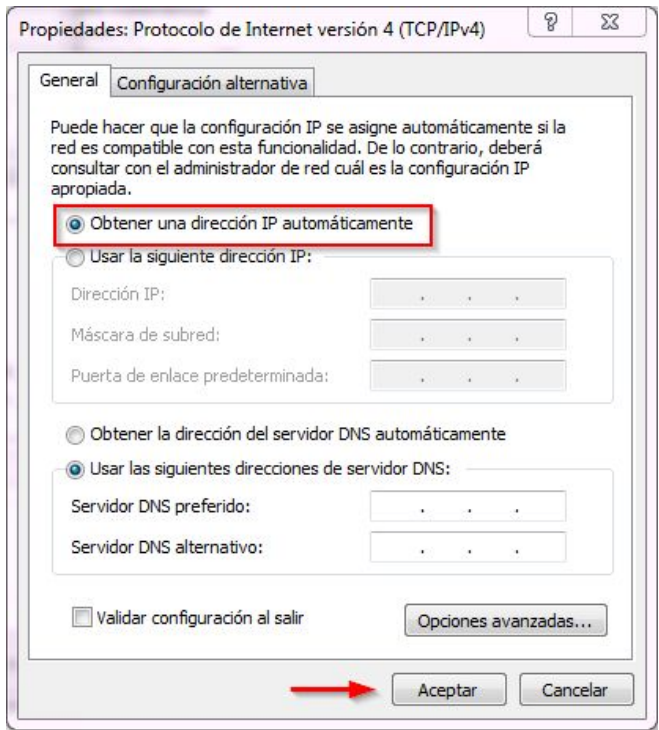 Propiedades: Protocolo de Internet versión 4 (TCP/IPv4)
General
Configuración alternativa
Puede hacer que la configuración IP se asigne automáticamente si la
red es compatible con esta funcionalidad. De lo contrario, deberá
consultar con el administrador de red cuál es la configuración IP
apropiada.
Obtener una dirección IP automáticamente
Usar la siguiente dirección IP:
Dirección IP:
Máscara de subred:
Puerta de enlace predeterminada:
Obtener la dirección del servidor DNS automáticamente
Usar las siguientes direcciones de servidor DNS:
Servidor DNS preferido:
Servidor DNS alternativo:
Validar configuración al salir
Opciones avanzadas...
Aceptar
Cancelar